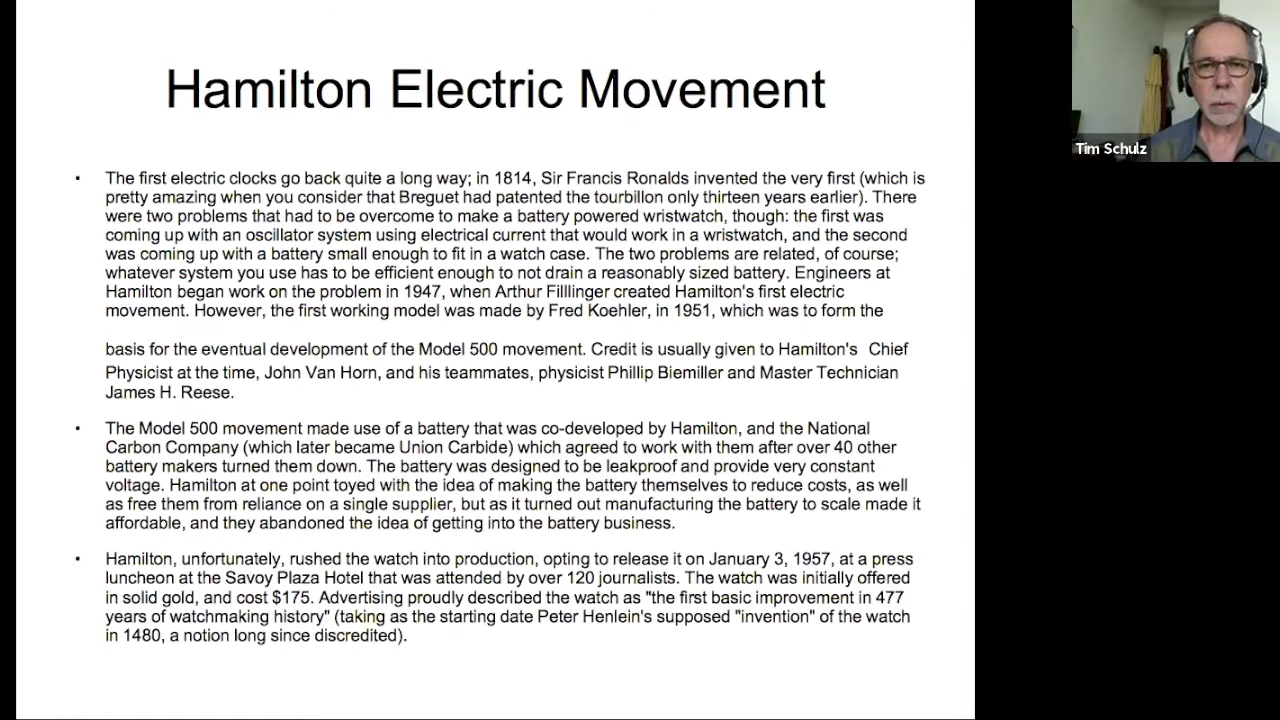 Hamilton Electric Movement
• The first electric clocks go back quite a long way; in 1814, Sir Francis Ronalds invented the very first (which is
pretty amazing when you consider that Breguet had patented the tourbillon only thirteen years earlier). There
were two problems that had to be overcome to make a battery powered wristwatch, though: the first was
coming up with an oscillator system using electrical current that would work in a wristwatch, and the second
was coming up with a battery small enough to fit in a watch case. The two problems are related, of course;
whatever system you use has to be efficient enough to not drain a reasonably sized battery. Engineers at
Hamilton began work on the problem in 1947, when Arthur Filllinger created Hamilton's first electric
movement. However, the first working model was made by Fred Koehler, in 1951, which was to form the
basis for the eventual development of the Model 500 movement. Credit is usually given to Hamilton's Chief
Physicist at the time, John Van Horn, and his teammates, physicist Phillip Biemiller and Master Technician
James H. Reese.
• The Model 500 movement made use of a battery that was co-developed by Hamilton, and the National
Carbon Company (which later became Union Carbide) which agreed to work with them after over 40 other
battery makers turned them down. The battery was designed to be leakproof and provide very constant
voltage. Hamilton at one point toyed with the idea of making the battery themselves to reduce costs, as well
as free them from reliance on a single supplier, but as it turned out manufacturing the battery to scale made it
affordable, and they abandoned the idea of getting into the battery business.
• Hamilton, unfortunately, rushed the watch into production, opting to release it on January 3, 1957, at a press
luncheon at the Savoy Plaza Hotel that was attended by over 120 journalists. The watch was initially offered
in solid gold, and cost $175. Advertising proudly described the watch as "the first basic improvement in 477
years of watchmaking history" (taking as the starting date Peter Henlein's supposed "invention" of the watch
in 1480, a notion long since discredited).
Tim Schulz